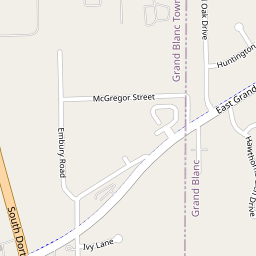 l Oak Drive
Huntington
Grand Blanc Town
McGregor Street
East Grand
Embury Road
Hawthorne
Drive
Grand Blanc
South Dort
Ivy Lane